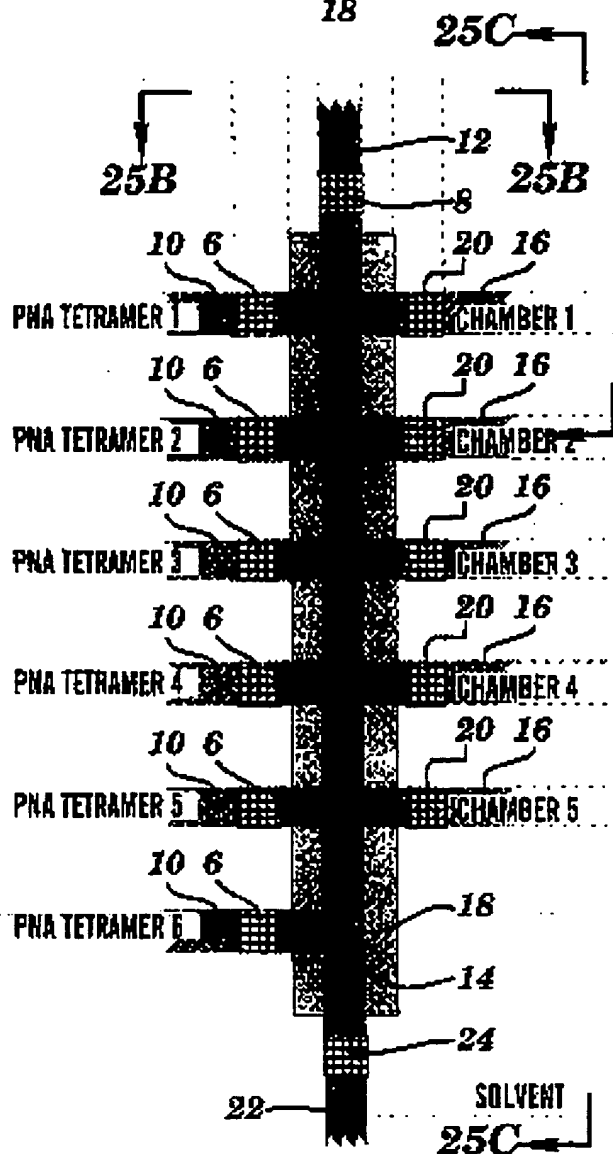 18
25C
12
25B 25B
8
10 6 20 16
PNA TETRAMER 1 CHAMBER 1
10 6 20 16
PNA TETRAMER 2 CHAMBER 2
10 6 20 16
PNA TETRAMER 3 CHAMBER 3
10 6 20 16
PNA TETRAMER 4 CHAMBER 4
10 6 20 16
PNA TETRAMER 5 CHAMBER 5
10 6
PNA TETRAMER 6
18
14
24
22 SOLVENT
25C